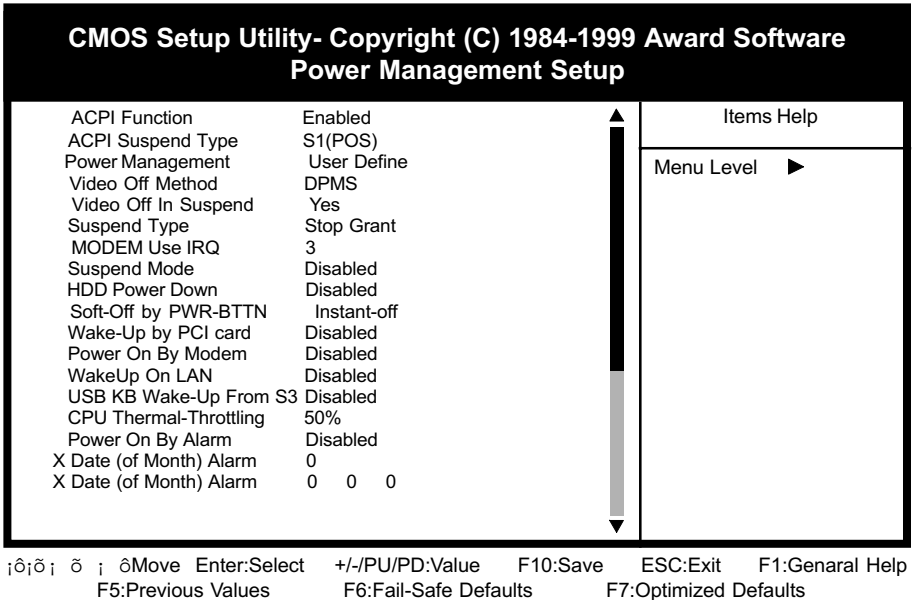 CMOS Setup Utility- Copyright (C) 1984-1999 Award Software
Power Management Setup
ACPI Function Enabled
ACPI Suspend Type S1(POS)
Power Management User Define
Video Off Method DPMS
Video Off In Suspend Yes
Suspend Type Stop Grant
MODEM Use IRQ 3
Suspend Mode Disabled
HDD Power Down Disabled
Soft-Off by PWR-BTTN Instant-off
Wake-Up by PCI card Disabled
Power On By Modem Disabled
WakeUp On LAN Disabled
USB KB Wake-Up From S3 Disabled
CPU Thermal-Throttling 50%
Power On By Alarm Disabled
X Date (of Month) Alarm 0
X Date (of Month) Alarm 0 0 0
Items Help
Menu Level ▶
¡ô¡õ¡ õ ¡ ôMove Enter:Select +/-/PU/PD:Value F10:Save ESC:Exit F1:Genaral Help
F5:Previous Values F6:Fail-Safe Defaults F7:Optimized Defaults